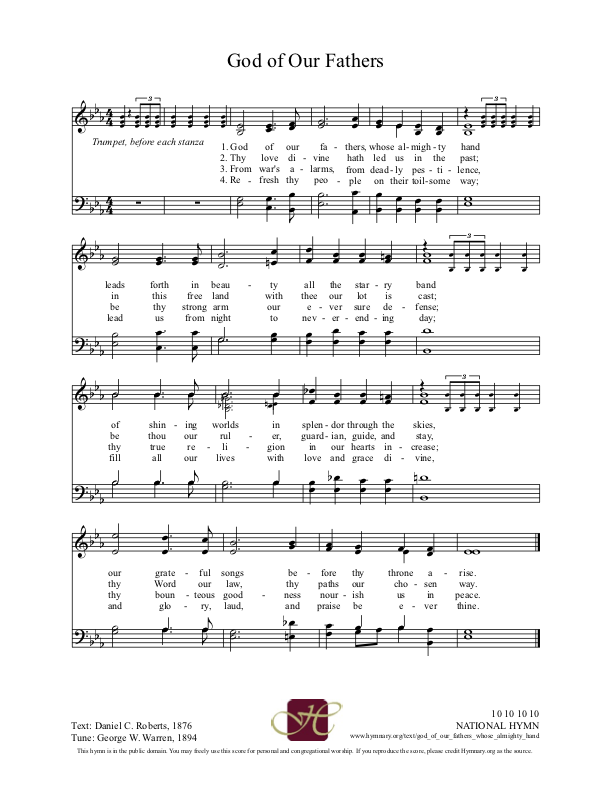 God of Our Fathers
3 3 3
Trumpet, before each stanza
1. God of our fa - thers, whose al - migh - ty hand
2. Thy love di - vine hath led us in the past;
3. From war's a - larms, from dead - ly pes - ti - lence,
4. Re - fresh thy peo - ple on their toil - some way;
3
leads forth in beau - ty all the star - ry band
in this free land with thee our lot is cast;
be thy strong arm our e - ver sure de - fense;
lead us from night to nev - er - end - ing day;
3
of shin - ing worlds in splen - dor through the skies,
be thou our rul - er, guard - ian, guide, and stay,
thy true re - li - gion in our hearts in - crease;
fill all our lives with love and grace di - vine,
our grate - ful songs be - fore thy throne a - rise.
thy Word our law, thy paths our cho - sen way.
thy boun - teous good - ness nour - ish us in peace.
and glo - ry, laud, and praise be e - ver thine.
H
Text: Daniel C. Roberts, 1876
Tune: George W. Warren, 1894
10 10 10 10
NATIONAL HYMN
www.hymnary.org/text/god_of_our_fathers_whose_almighty_hand
This hymn is in the public domain. You may freely use this score for personal and congregational worship. If you reproduce the score, please credit Hymnary.org as the source.